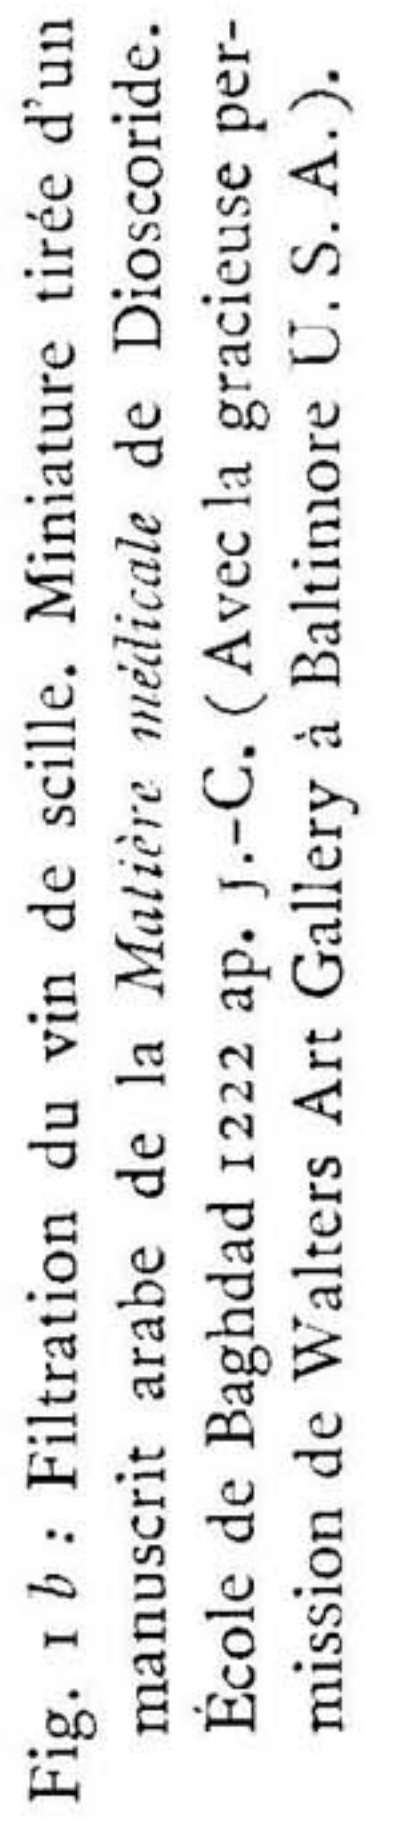 Fig. 1 b : Filtration du vin de scille. Miniature tirée d'un
manuscrit arabe de la Matière médicale de Dioscoride.
École de Baghdad 1222 ap. J.-C. (Avec la gracieuse per-
mission de Walters Art Gallery à Baltimore U. S. A.).